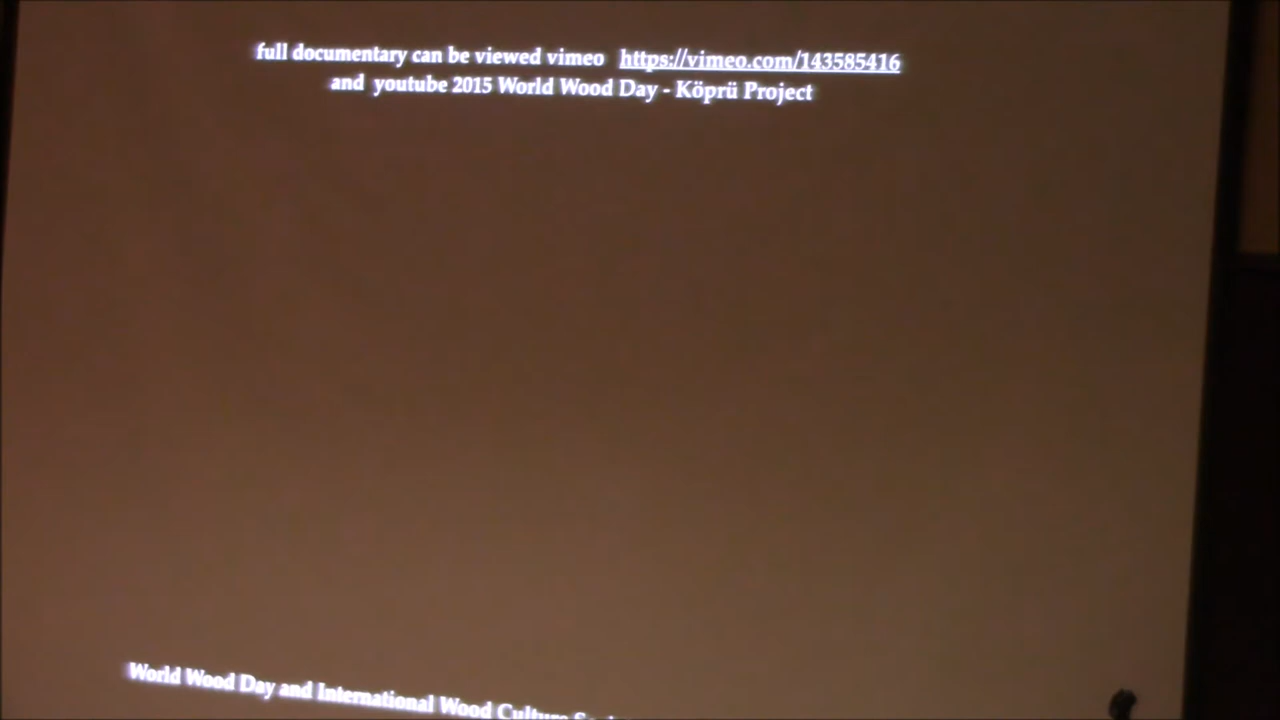 full documentary can be viewed vimeo https://vimeo.com/143585416
and youtube 2015 World Wood Day - Köprü Project
World Wood Day and International Wood Culture